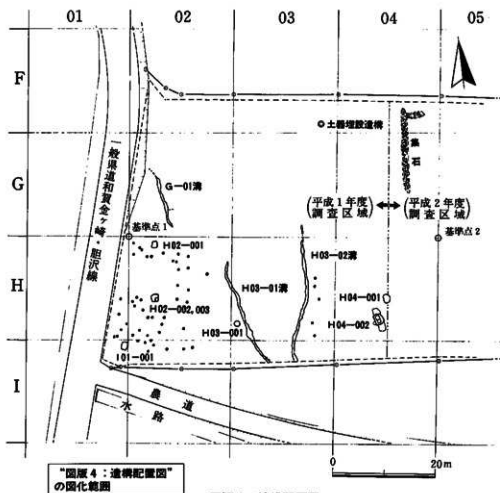 01 02 03 04 05
F
G
H
I
土器埋設遺構
集石
G-01溝
(平成1年度
調査区域)
(平成2年度
調査区域)
基準点1
基準点2
一般県道和賀金ヶ崎・胆沢線
H02-001
H02-002,003
H03-01溝
H03-02溝
H03-001
H04-001
H04-002
I01-001
農道
水路
"図版4:遺構配置図"
の図化範囲
0 20m